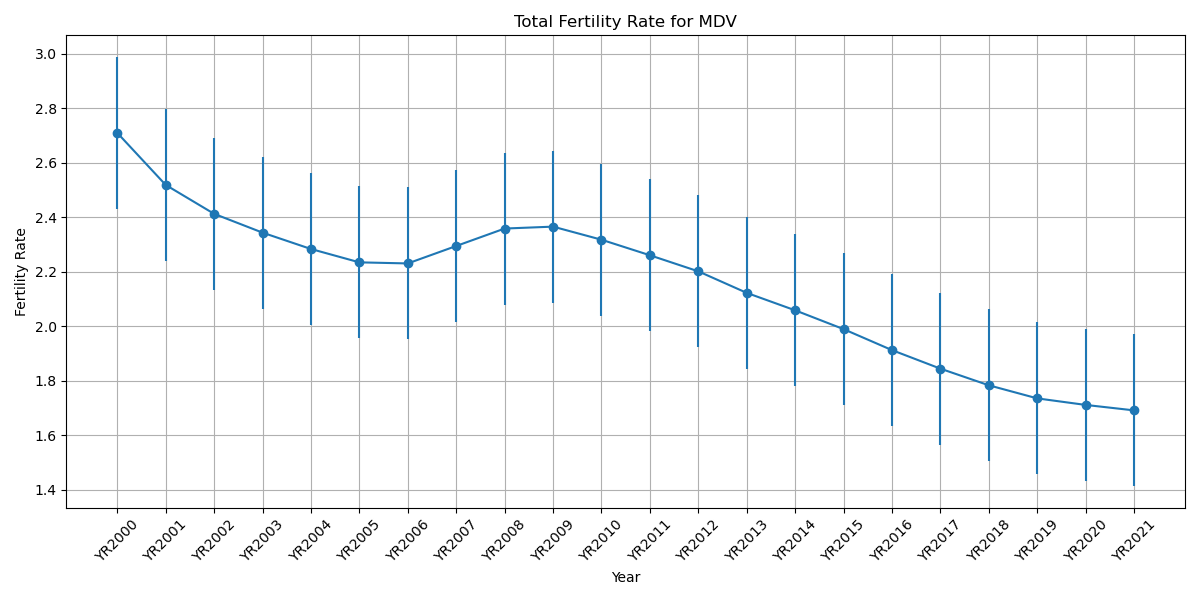 Total Fertility Rate for MDV
Fertility Rate
3.0
2.8
2.6
2.4
2.2
2.0
1.8
1.6
1.4
YR2000
YR2001
YR2002
YR2003
YR2004
YR2005
YR2006
YR2007
YR2008
YR2009
YR2010
YR2011
YR2012
YR2013
YR2014
YR2015
YR2016
YR2017
YR2018
YR2019
YR2020
YR2021
Year